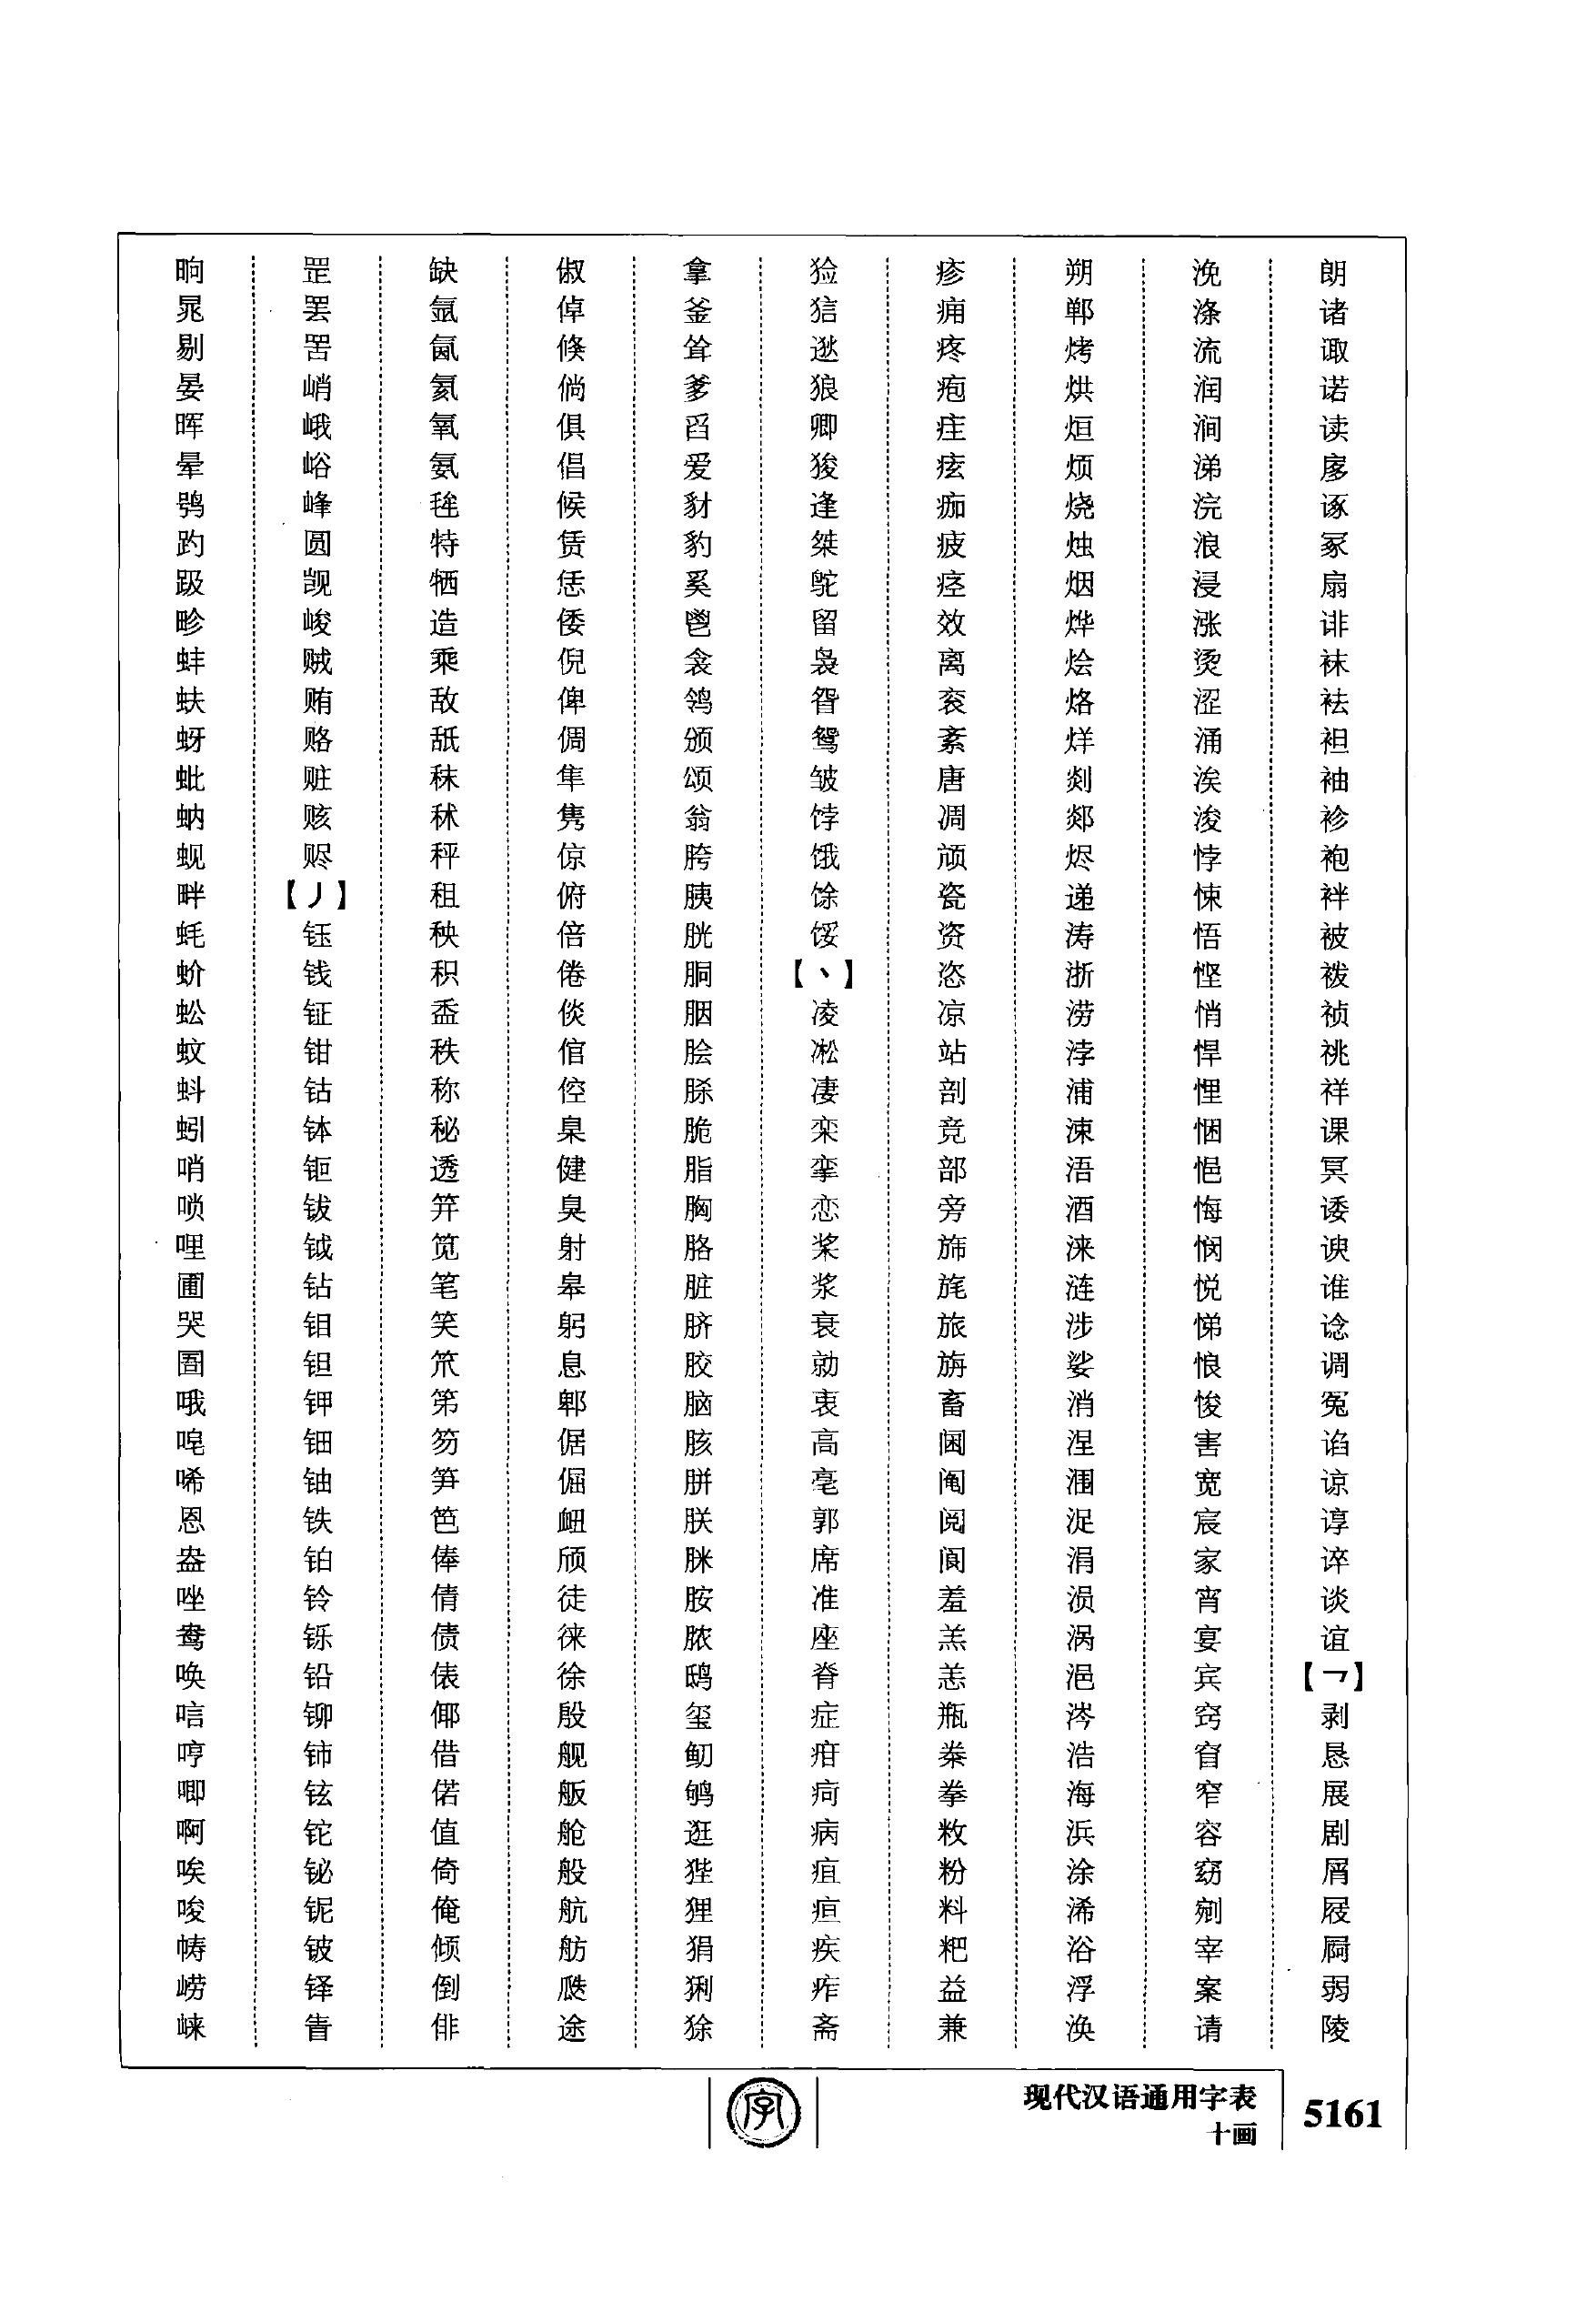 晌晁剔晏晖晕鸮趵趿畛蚌蚨蚜蚍蚋蚬畔蚝蚧蚣蚊蚪蚓哨唢哩圃哭圄哦唣唏恩盎唑鸯唤唁哼唧啊唉唆帱崂崃
罡罢罟峭峨峪峰圆觊峻贼贿赂赃赅赆
【丿】
钰钱钲钳钴钵钷钹钺钻钼钽钾钿铀铁铂铃铄铅铆铈铉铊铋铌铍铎眚
缺氩氤氦氧氨毪特牺造乘敌舐秣秫秤租秧积盉秩称秘透笄笕笔笑笊笫笏笋笆俸倩债俵倻借偌值倚俺倾倒俳
俶倬倏倘俱倡候赁恁倭倪俾倜隼隽倞俯倍倦倓倌倥臬健臭射皋躬息郫倨倔衄颀徒徕徐殷舰舨舱般航舫瓞途
拿釜耸爹舀爱豺豹奚鬯衾鸰颁颂翁胯胰胱胴胭脍脎脆脂胸胳脏脐胶脑胲胼朕脒胺脓鸱玺鱽鸲逛狴狸狷猁狳
猃狺逖狼卿狻逢桀鸵留袅眢鸳皱饽饿馀馁
【丶】
凌凇凄栾挛恋桨浆衰勍衷高亳郭席准座脊症疳疴病疽疸疾痄斋
疹痈疼疱疰痃痂疲痉效离衮紊唐凋颃瓷资恣凉站剖竞部旁旆旄旅旃畜阃阄阅阆羞羔恙瓶桊拳敉粉料粑益兼
朔郸烤烘烜烦烧烛烟烨烩烙烊剡郯烬递涛浙涝浡浦涑浯酒涞涟涉娑消涅涠浞涓涢涡浥涔浩海浜涂浠浴浮涣
浼涤流润涧涕浣浪浸涨烫涩涌涘浚悖悚悟悭悄悍悝悃悒悔悯悦悌悢悛害宽宸家宵宴宾窍窅窄容窈剜宰案请
朗诸诹诺读扅诼冢扇诽袜袪袒袖袗袍袢被袯祯祧祥课冥诿谀谁谂调冤谄谅谆谇谈谊
【乛】
剥恳展剧屑屐屙弱陵
现代汉语通用字表
十画
5161
字